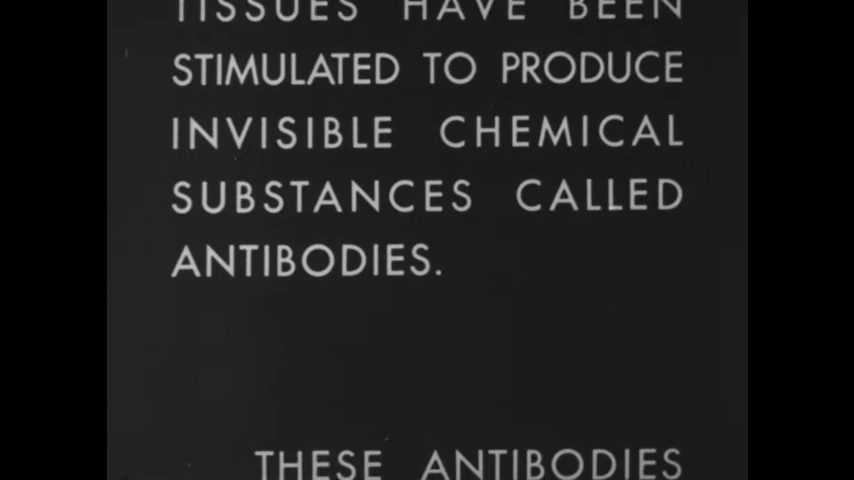 TISSUES HAVE BEEN
STIMULATED TO PRODUCE
INVISIBLE CHEMICAL
SUBSTANCES CALLED
ANTIBODIES.
THESE ANTIBODIES